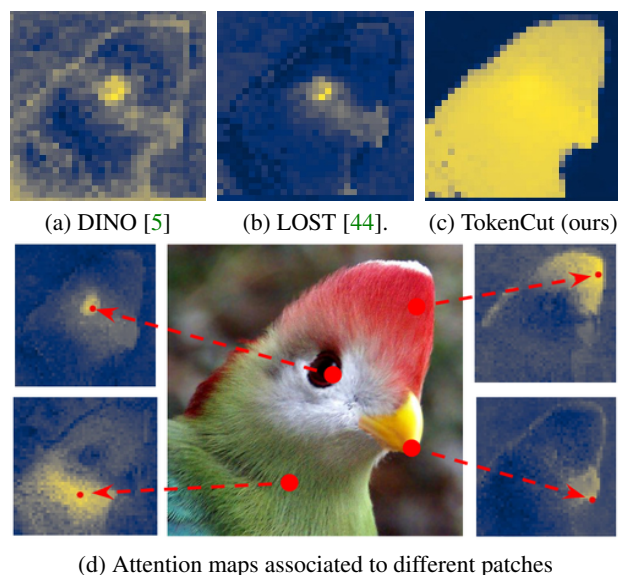 (a) DINO [5]
(b) LOST [44].
(c) TokenCut (ours)
(d) Attention maps associated to different patches